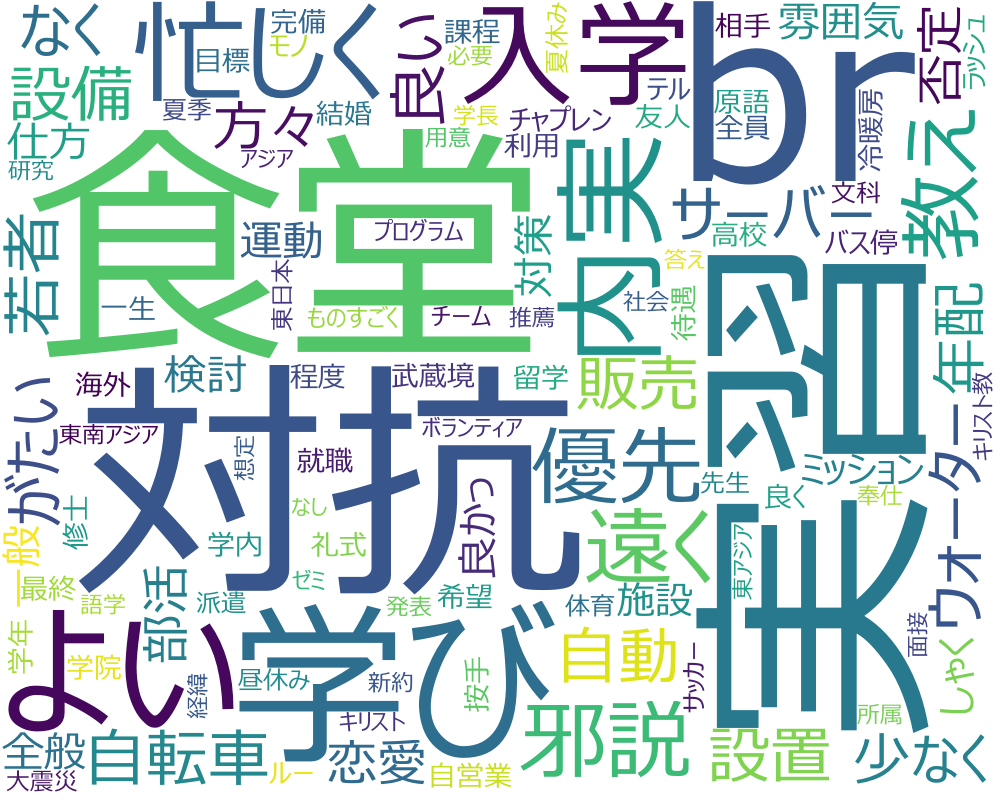 なく
忙しく
完備
モノ
目標
良い
課程
必要
夏休み
入学
br
相手
雰囲気
否定
ラッシュ
設備
仕方
研究
夏季
方々
アジア
結婚
学長
用意
チャプレン
利用
テル
友人
原語
全員
冷暖房
文科
バス停
教え
食堂
若者
一生
運動
東日本
プログラム
ものすごく
チーム
対策
推薦
内実
サーバー
高校
答え
社会
待遇
実習
年配
検討
海外
程度
武蔵境
留学
販売
がたい
東南アジア
対抗
想定
就職
ボランティア
優先
先生
良く
ミッション
奉仕
ウォーター
キリスト教
一般
修士
最終
語学
部活
学内
なし
礼式
ゼミ
派遣
発表
良かっ
希望
遠く
体育
施設
東アジア
面接
しゃく
学年
よい
学院
経緯
昼休み
学び
新約
キリスト
按手
自動
サッカー
所属
全般
大震災
自転車
ルー
恋愛
自営業
邪説
設置
少なく